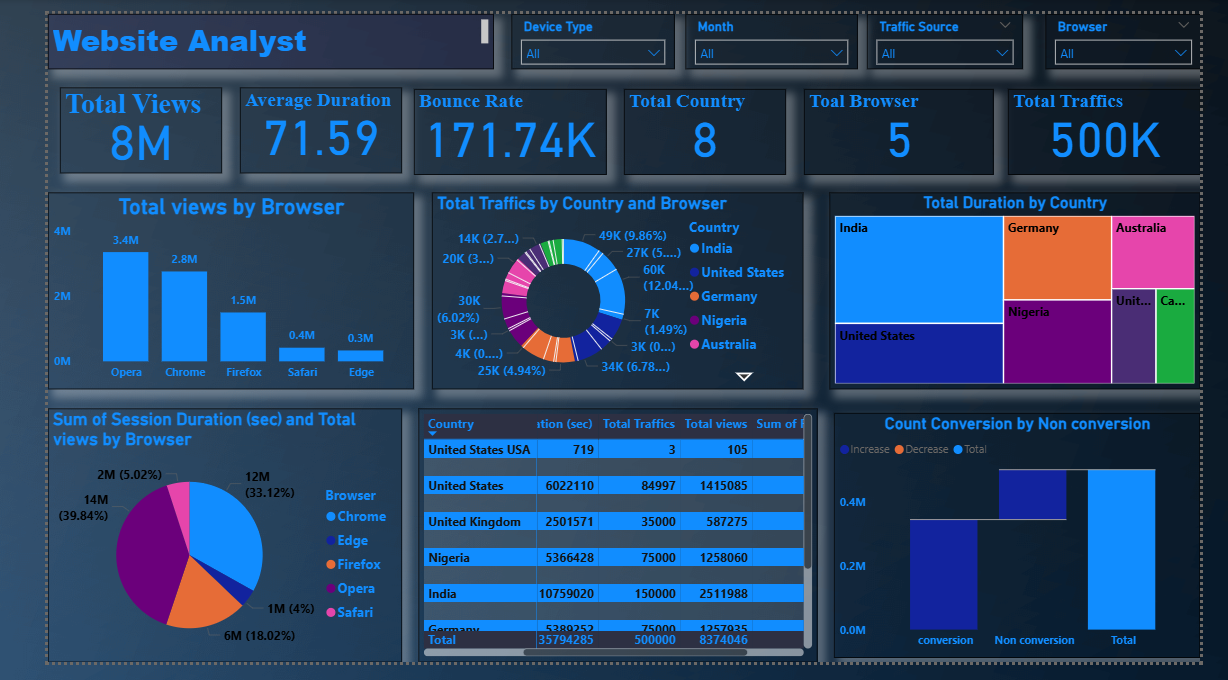 Website Analyst
Device Type
All
Month
All
Traffic Source
All
Browser
All
Total Views
8M
Average Duration
71.59
Bounce Rate
171.74K
Total Country
8
Toal Browser
5
Total Traffics
500K
Total views by Browser
4M
2M
0M
3.4M
2.8M
1.5M
0.4M
0.3M
Opera Chrome Firefox Safari Edge
Total Traffics by Country and Browser
14K (2.7...)
20K (3...)
30K
(6.02%)
3K (...)
4K (0....)
25K (4.94%)
49K (9.86%)
27K (5....)
60K
(12.04...)
7K
(1.49%)
3K (0...)
34K (6.78...)
Country
India
United States
Germany
Nigeria
Australia
Total Duration by Country
India
Germany
Australia
United States
Nigeria
Unit...
Ca...
Sum of Session Duration (sec) and Total
views by Browser
2M (5.02%)
14M
(39.84%)
12M
(33.12%)
1M (4%)
6M (18.02%)
Browser
Chrome
Edge
Firefox
Opera
Safari
Country ation (sec) Total Traffics Total views Sum of
United States USA 719 3 105
United States 6022110 84997 1415085
United Kingdom 2501571 35000 587275
Nigeria 5366428 75000 1258060
India 10759020 150000 2511988
Germany 5389252 75000 1257935
Total 35794285 500000 8374046
Count Conversion by Non conversion
Increase Decrease Total
0.4M
0.2M
0.0M
conversion Non conversion Total